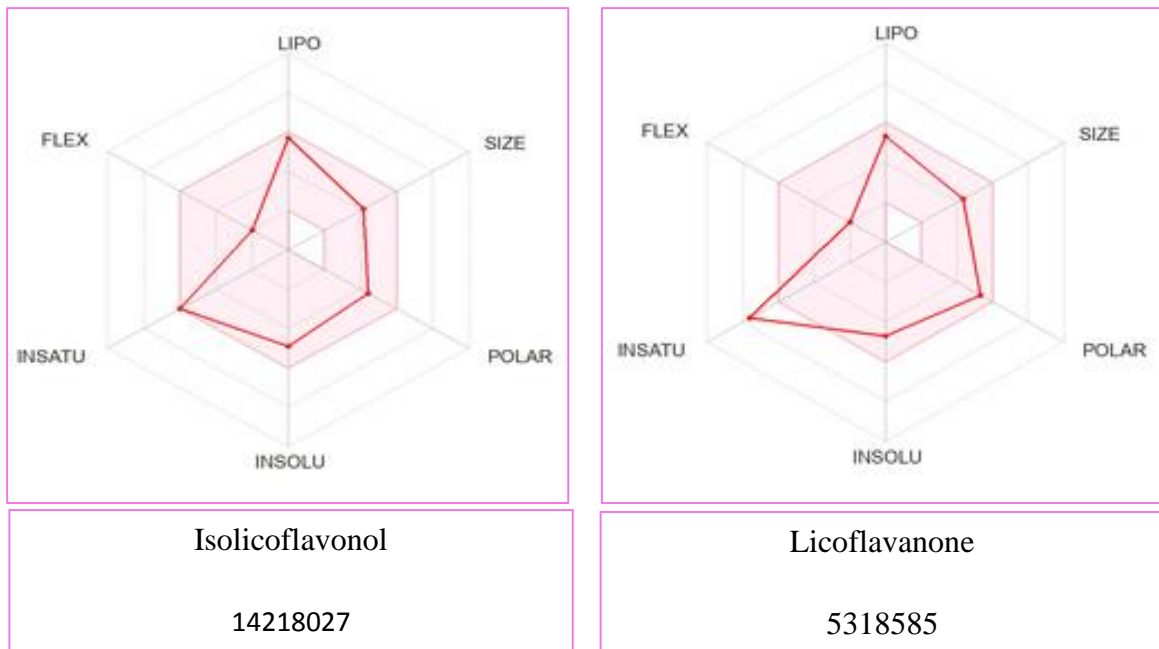 LIPO
FLEX
SIZE
INSATU
POLAR
INSOLU
Isolicoflavonol
14218027
LIPO
FLEX
SIZE
INSATU
POLAR
INSOLU
Licoflavanone
5318585